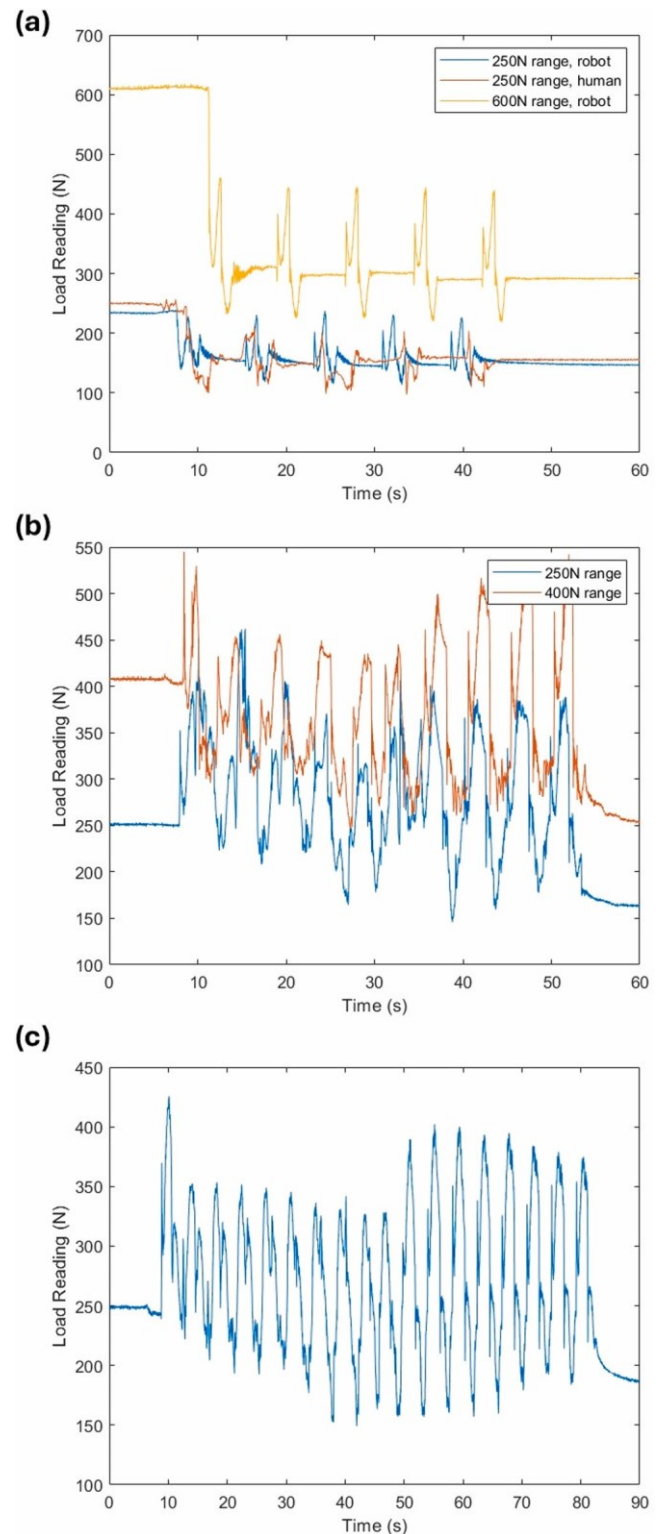 (a)
700
600
500
400
300
200
100
0
Load Reading (N)
250N range, robot
250N range, human
600N range, robot
0 10 20 30 40 50 60
Time (s)
(b)
550
500
450
400
350
300
250
200
150
100
Load Reading (N)
250N range
400N range
0 10 20 30 40 50 60
Time (s)
(c)
450
400
350
300
250
200
150
100
Load Reading (N)
0 10 20 30 40 50 60 70 80 90
Time (s)